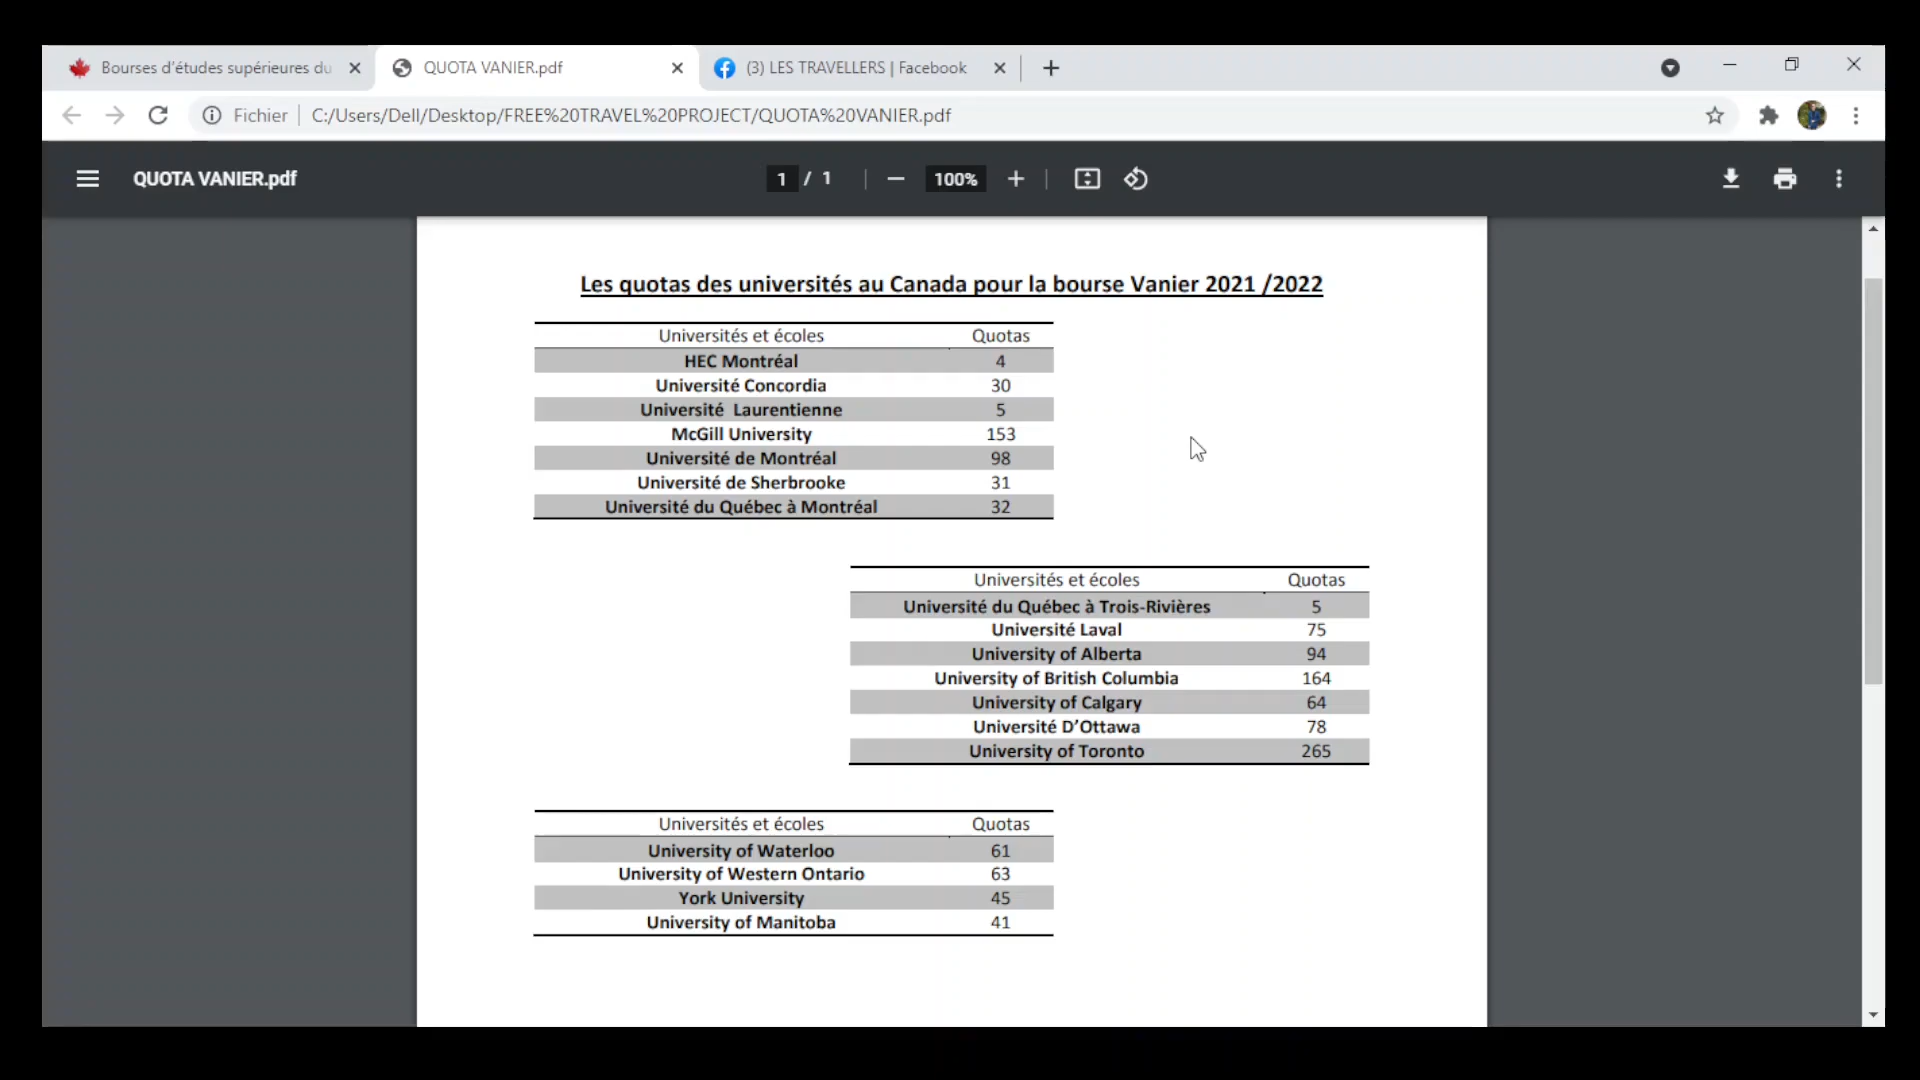 Bourses d'études supérieures du
QUOTA VANIER.pdf
(3) LES TRAVELLERS | Facebook
Fichier
C:/Users/Dell/Desktop/FREE%20TRAVEL%20PROJECT/QUOTA%20VANIER.pdf
QUOTA VANIER.pdf
1 / 1
100%
Les quotas des universités au Canada pour la bourse Vanier 2021 /2022
Universités et écoles Quotas
HEC Montréal 4
Université Concordia 30
Université Laurentienne 5
McGill University 153
Université de Montréal 98
Université de Sherbrooke 31
Université du Québec à Montréal 32
Universités et écoles Quotas
Université du Québec à Trois-Rivières 5
Université Laval 75
University of Alberta 94
University of British Columbia 164
University of Calgary 64
Université D'Ottawa 78
University of Toronto 265
Universités et écoles Quotas
University of Waterloo 61
University of Western Ontario 63
York University 45
University of Manitoba 41